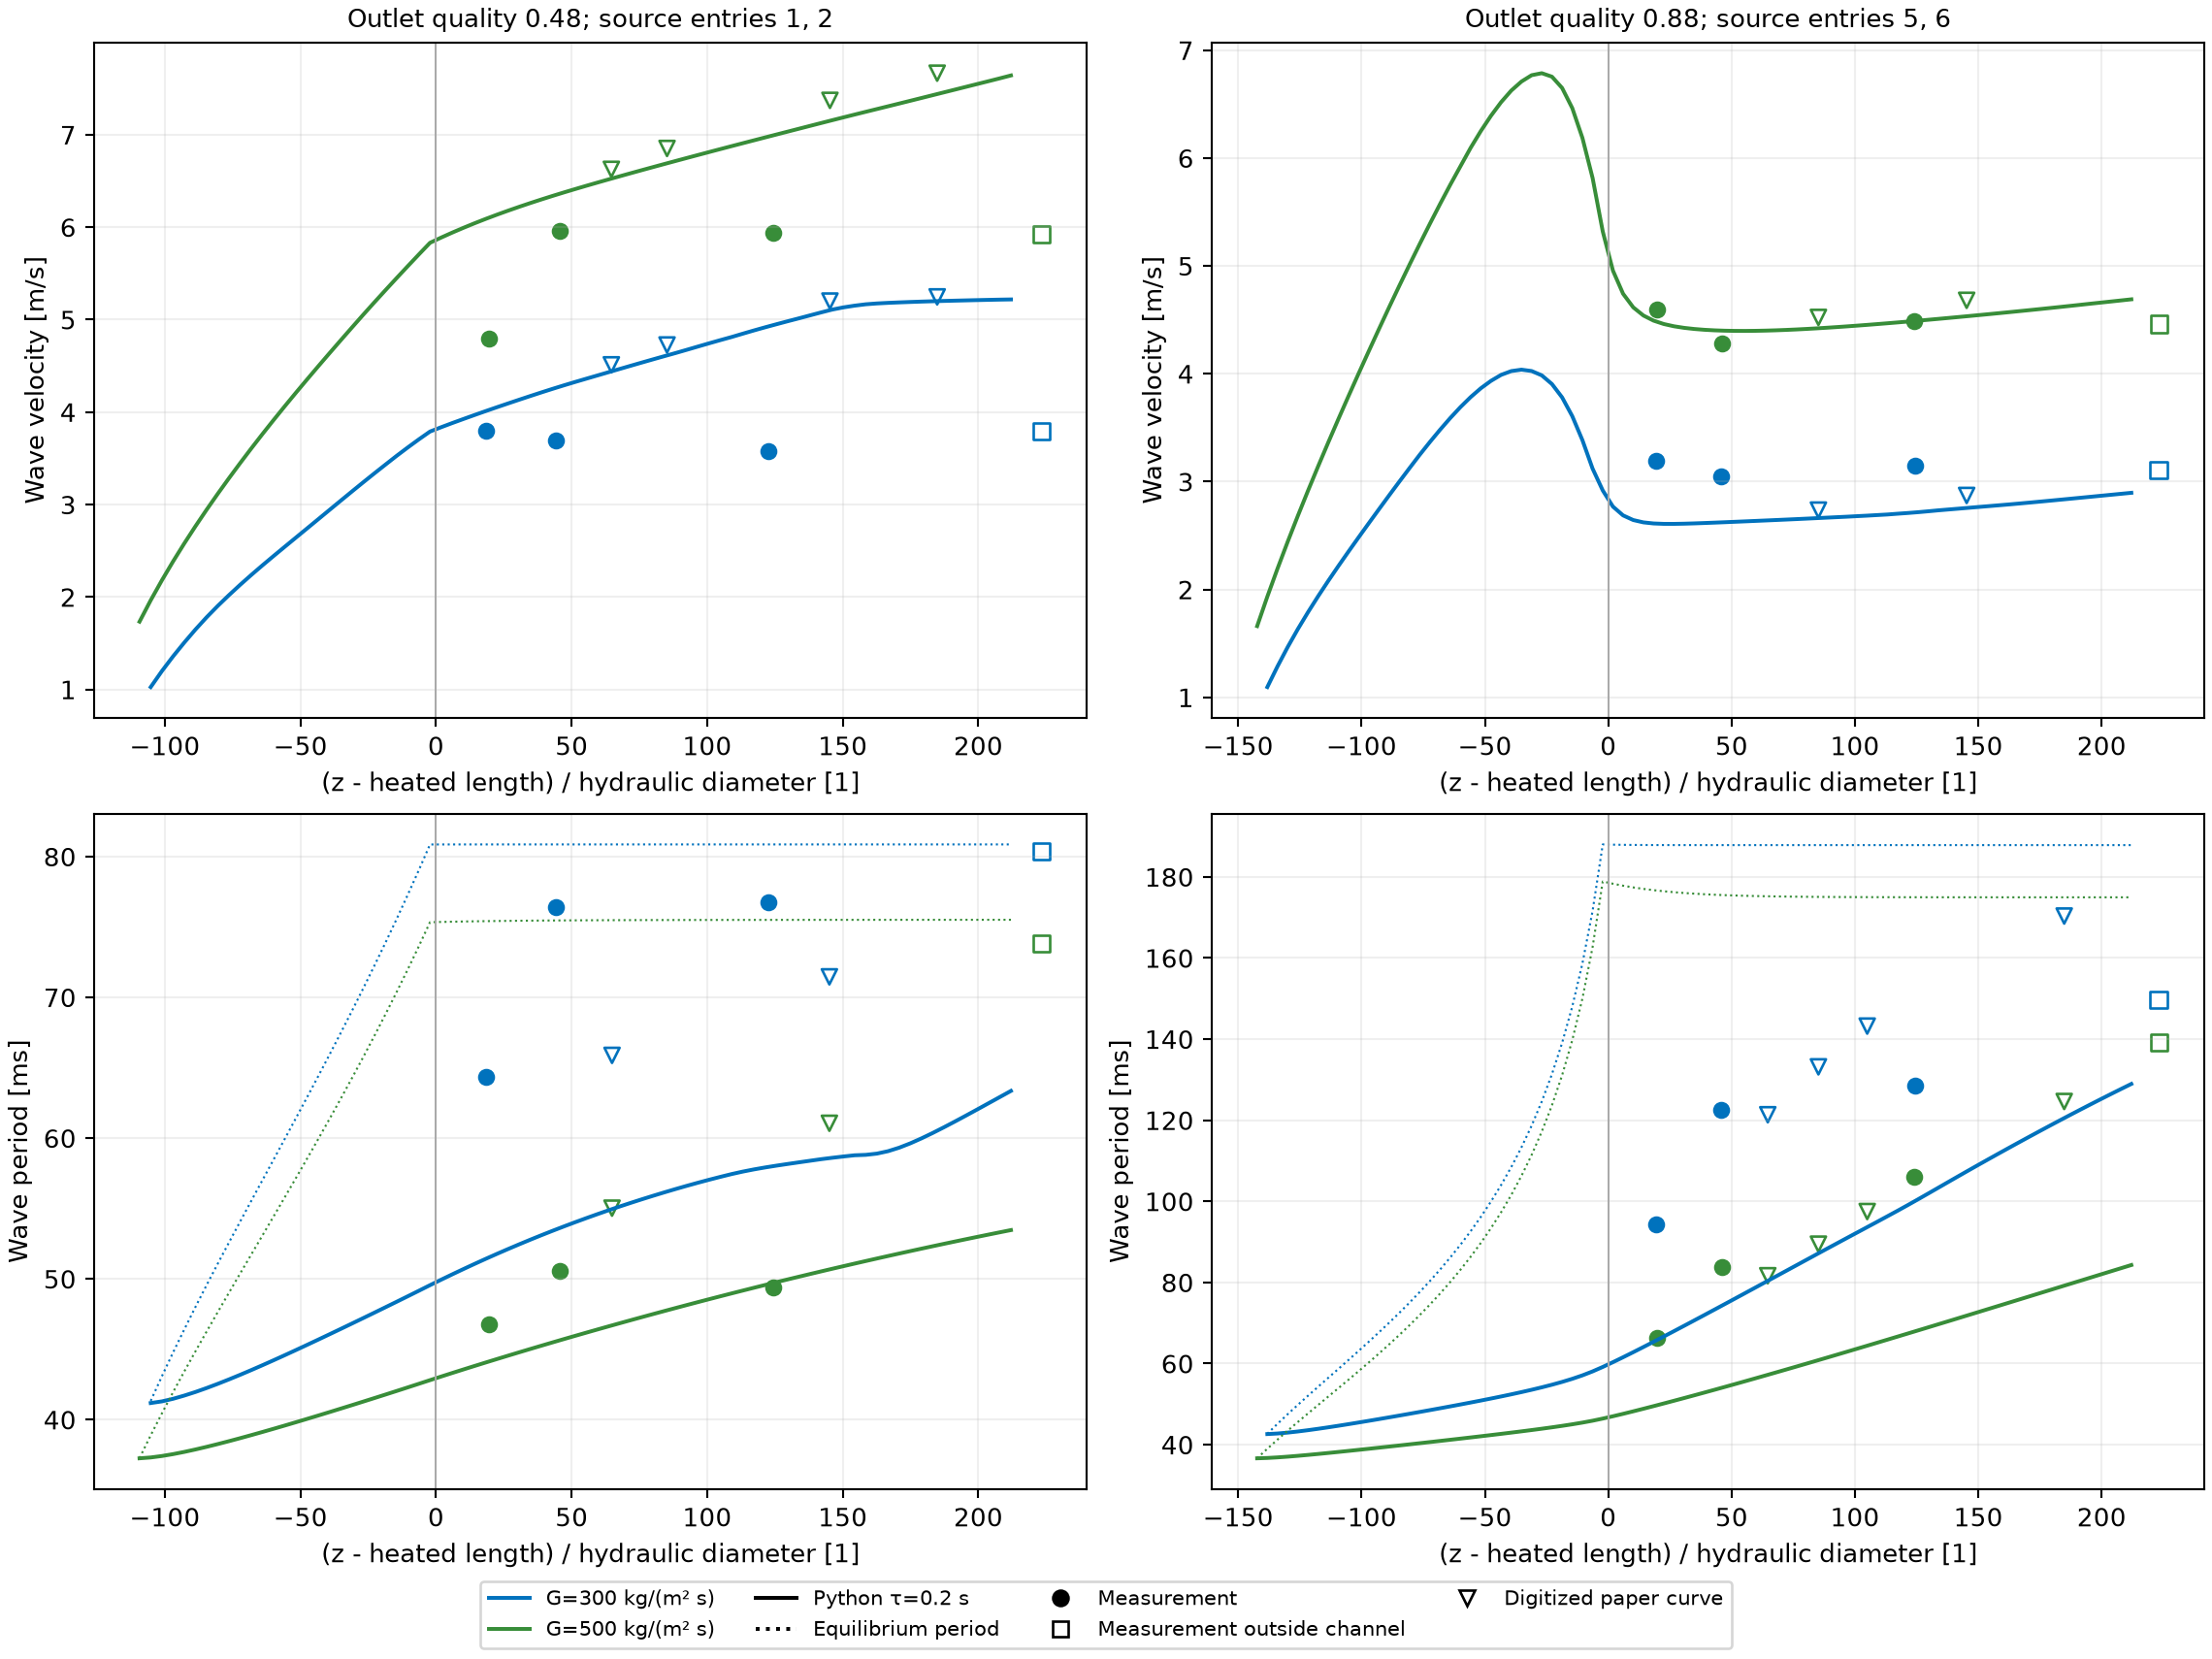 Outlet quality 0.48; source entries 1, 2
7
6
5
4
3
2
1
Wave velocity [m/s]
−100 −50 0 50 100 150 200
(z - heated length) / hydraulic diameter [1]
Outlet quality 0.88; source entries 5, 6
7
6
5
4
3
2
1
Wave velocity [m/s]
−150 −100 −50 0 50 100 150 200
(z - heated length) / hydraulic diameter [1]
80
70
60
50
40
Wave period [ms]
−100 −50 0 50 100 150 200
(z - heated length) / hydraulic diameter [1]
180
160
140
120
100
80
60
40
Wave period [ms]
−150 −100 −50 0 50 100 150 200
(z - heated length) / hydraulic diameter [1]
G=300 kg/(m² s)
G=500 kg/(m² s)
Python τ=0.2 s
Equilibrium period
Measurement
Measurement outside channel
Digitized paper curve